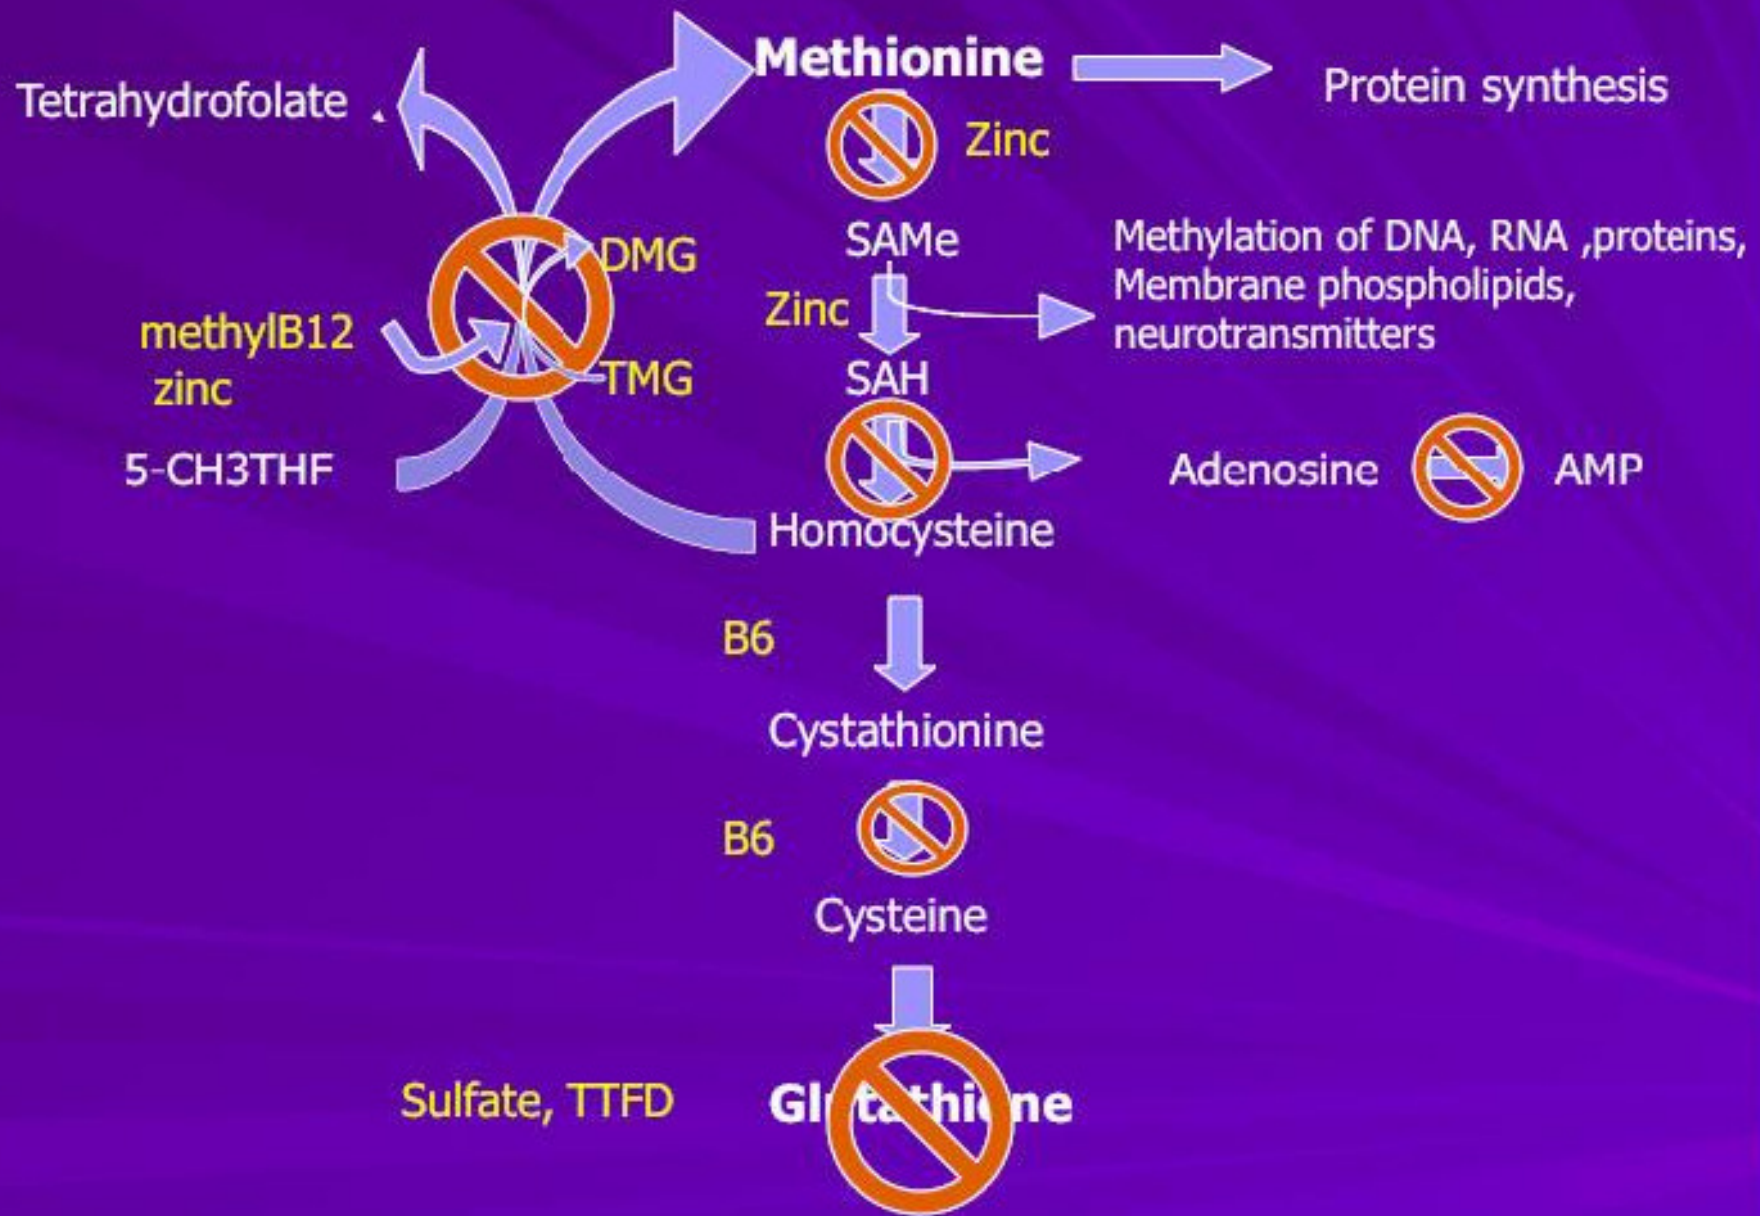 Methionine
Tetrahydrofolate
Protein synthesis
Zinc
SAMe
Methylation of DNA, RNA ,proteins,
Membrane phospholipids,
neurotransmitters
DMG
Zinc
methylB12
zinc
TMG
SAH
5-CH3THF
Adenosine
AMP
Homocysteine
B6
Cystathionine
B6
Cysteine
Sulfate, TTFD
Glutathione